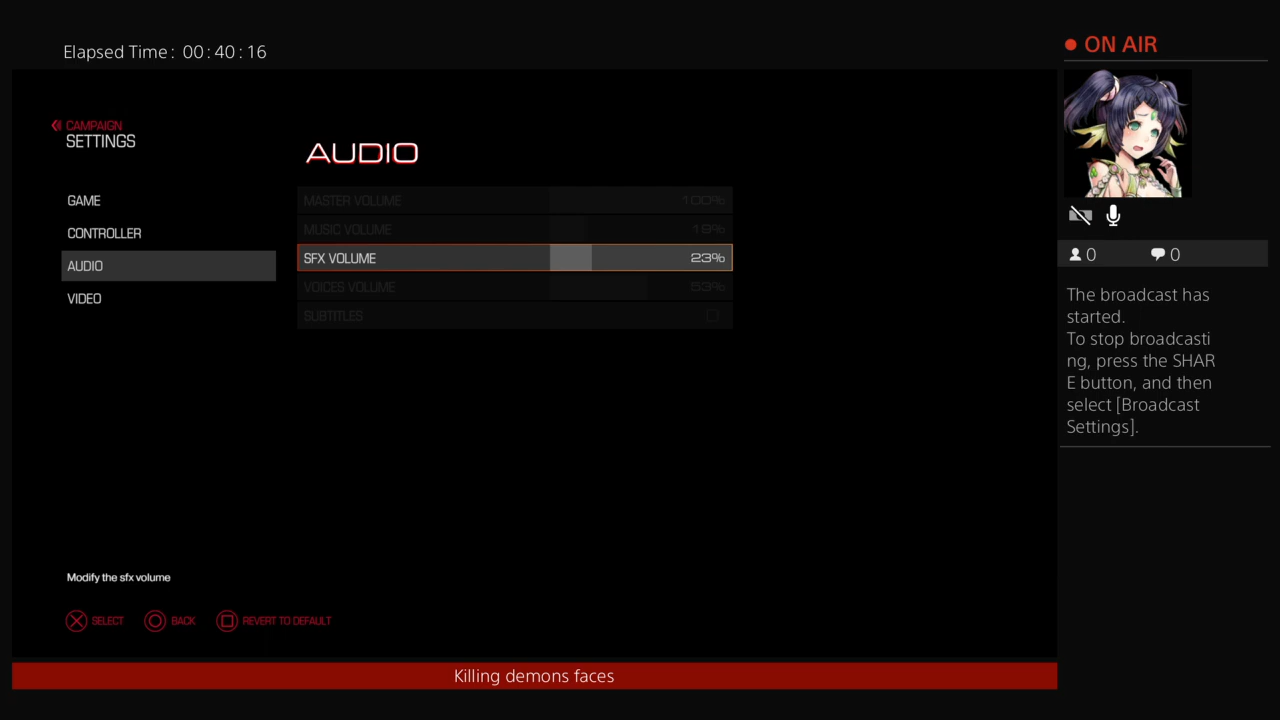 Elapsed Time: 00:40:16
CAMPAIGN
SETTINGS
GAME
CONTROLLER
AUDIO
VIDEO
AUDIO
MASTER VOLUME 100%
MUSIC VOLUME 19%
SFX VOLUME 23%
VOICES VOLUME 53%
SUBTITLES
Modify the sfx volume
SELECT BACK REVERT TO DEFAULT
Killing demons faces
ON AIR
0 0
The broadcast has
started.
To stop broadcasti
ng, press the SHAR
E button, and then
select [Broadcast
Settings].